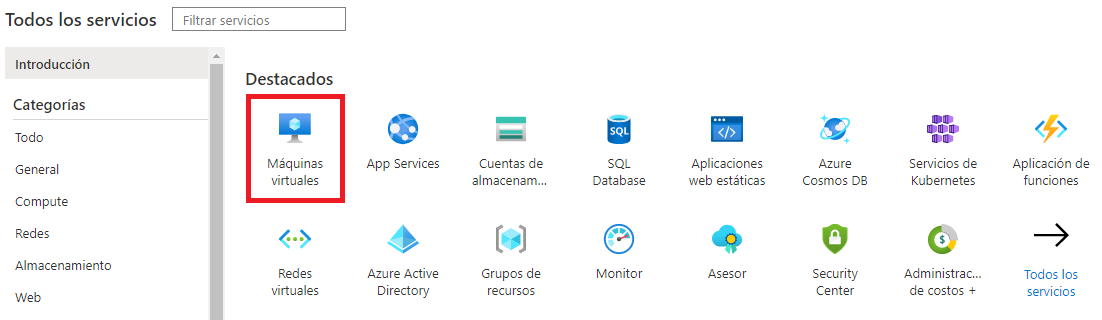 Todos los servicios
Filtrar servicios
Introducción
Categorías
Todo
General
Compute
Redes
Almacenamiento
Web
Destacados
Máquinas
virtuales
App Services
Cuentas de
almacenam...
SQL
SQL
Database
Aplicaciones
web estáticas
Azure
Cosmos DB
Servicios de
Kubernetes
Aplicación de
funciones
Redes
virtuales
Azure Active
Directory
Grupos de
recursos
Monitor
Asesor
Security
Center
$
Administrac...
de costos +
Todos los
servicios